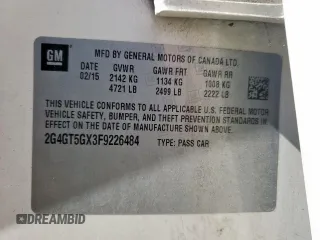 GM
MFD BY GENERAL MOTORS OF CANADA LTD.
DATE GVWR GAWR FRT GAWR RR
02/15 2142 KG 1134 KG 1008 KG
4721 LB 2499 LB 2222 LB
THIS VEHICLE CONFORMS TO ALL APPLICABLE U.S. FEDERAL MOTOR
VEHICLE SAFETY, BUMPER, AND THEFT PREVENTION STANDARDS
IN EFFECT ON THE DATE OF MANUFACTURE SHOWN ABOVE.
2G4GT5GX3F9226484 TYPE: PASS CAR
DREAMBID